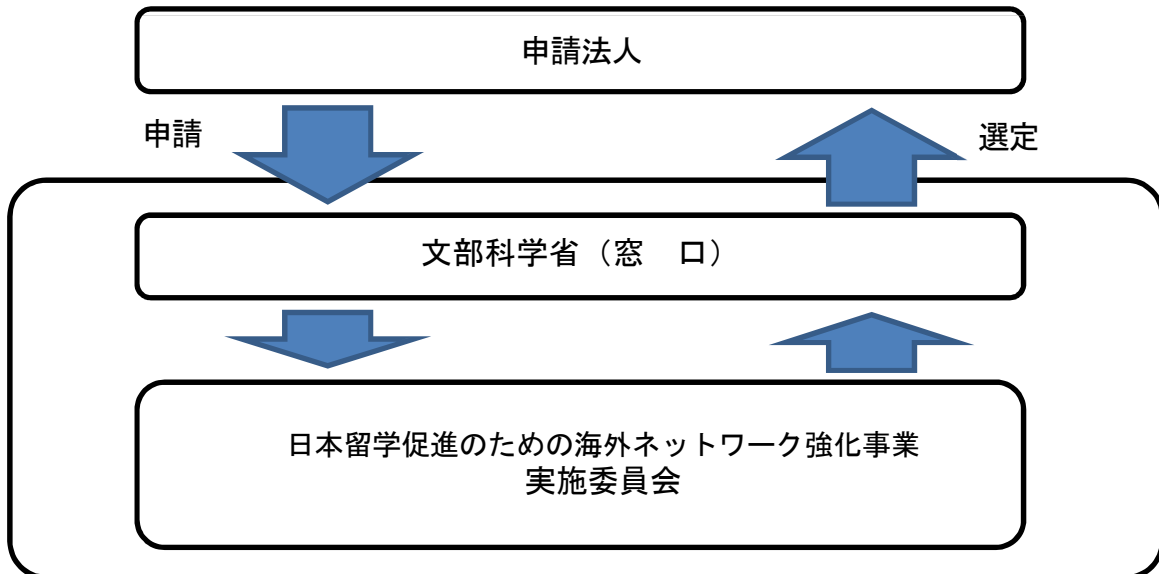 申請法人
申請
選定
文部科学省（窓　口）
日本留学促進のための海外ネットワーク強化事業
実施委員会